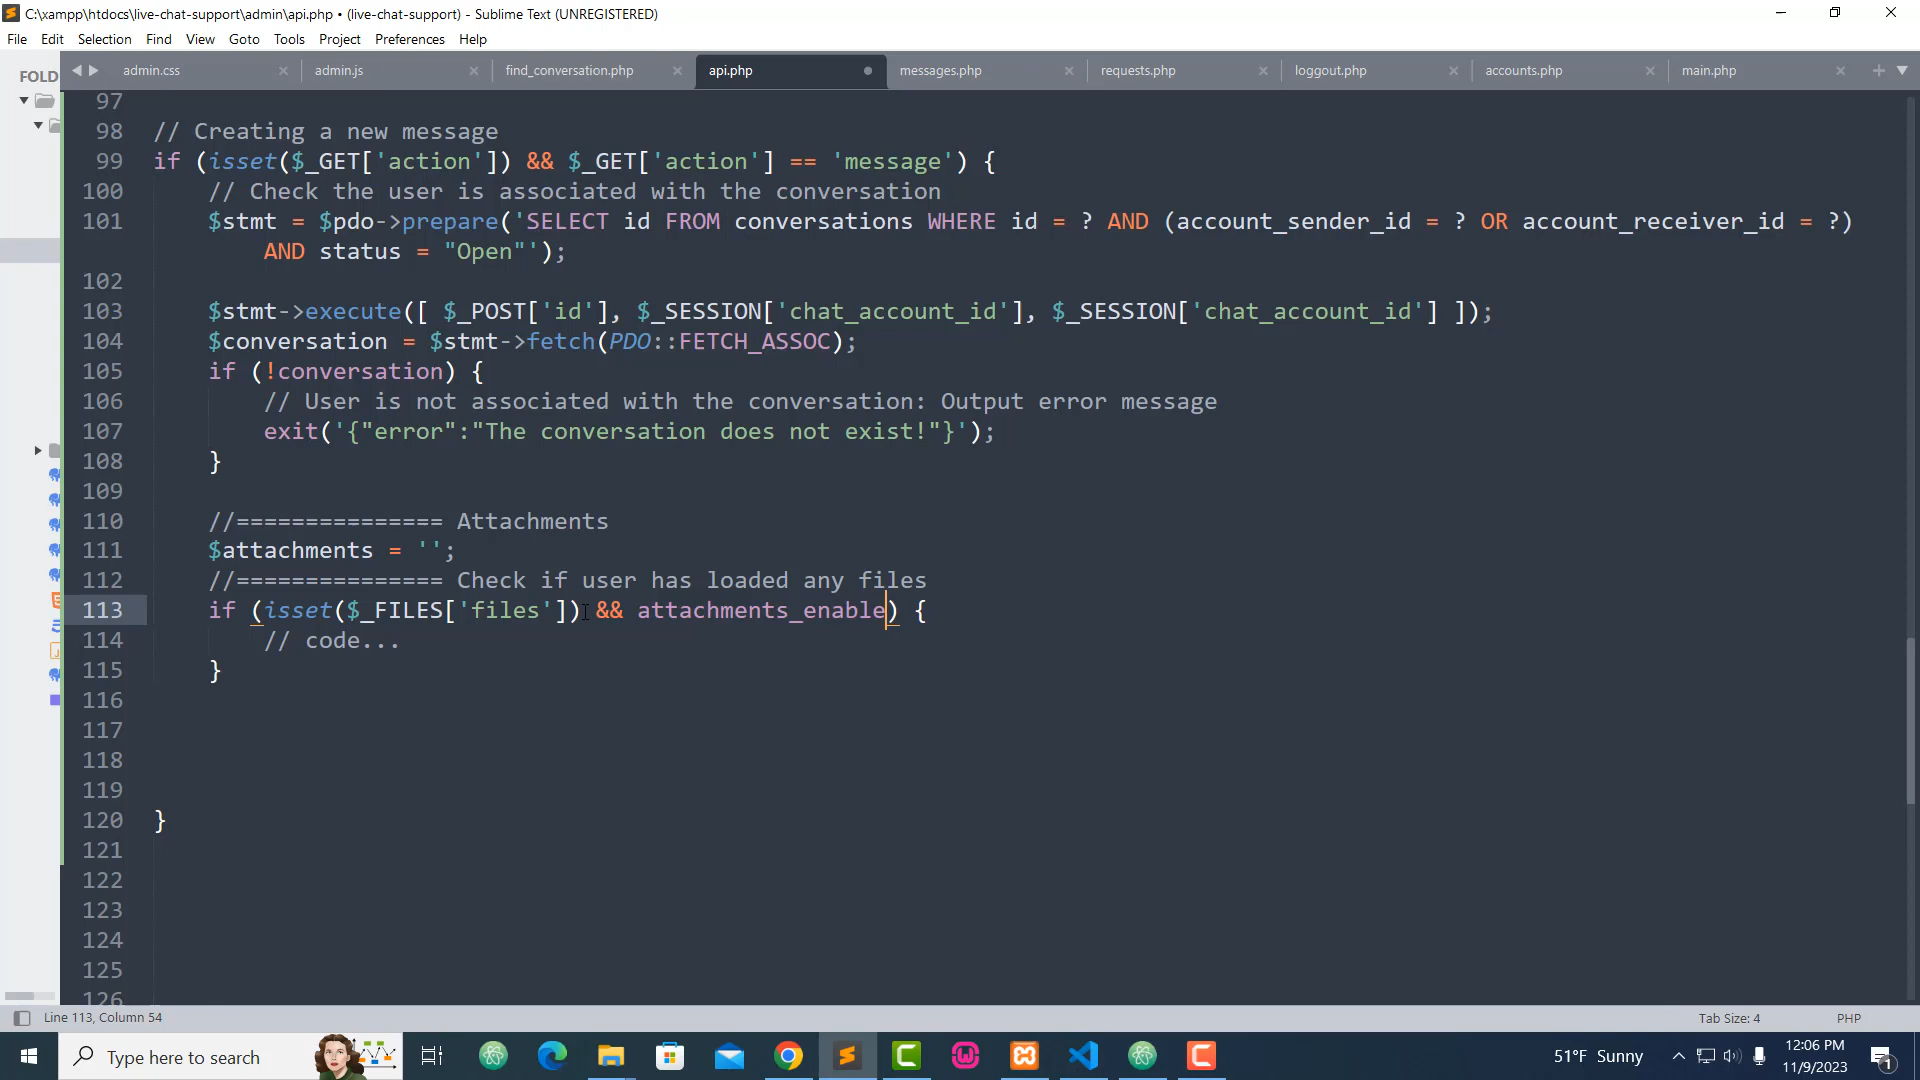 C:\xampp\htdocs\live-chat-support\admin\api.php • (live-chat-support) - Sublime Text (UNREGISTERED)
File Edit Selection Find View Goto Tools Project Preferences Help
FOLD
admin.css admin.js find_conversation.php api.php messages.php requests.php loggout.php accounts.php main.php
97
98 // Creating a new message
99 if (isset($_GET['action']) && $_GET['action'] == 'message') {
100 // Check the user is associated with the conversation
101 $stmt = $pdo->prepare('SELECT id FROM conversations WHERE id = ? AND (account_sender_id = ? OR account_receiver_id = ?)
AND status = "Open"');
102
103 $stmt->execute([ $_POST['id'], $_SESSION['chat_account_id'], $_SESSION['chat_account_id'] ]);
104 $conversation = $stmt->fetch(PDO::FETCH_ASSOC);
105 if (!conversation) {
106 // User is not associated with the conversation: Output error message
107 exit('{"error":"The conversation does not exist!"}');
108 }
109
110 //=============== Attachments
111 $attachments = '';
112 //=============== Check if user has loaded any files
113 if (isset($_FILES['files']) && attachments_enable) {
114 // code...
115 }
116
117
118
119
120 }
121
122
123
124
125
126
Line 113, Column 54
Tab Size: 4
PHP
Type here to search
51°F Sunny
12:06 PM
11/9/2023
1